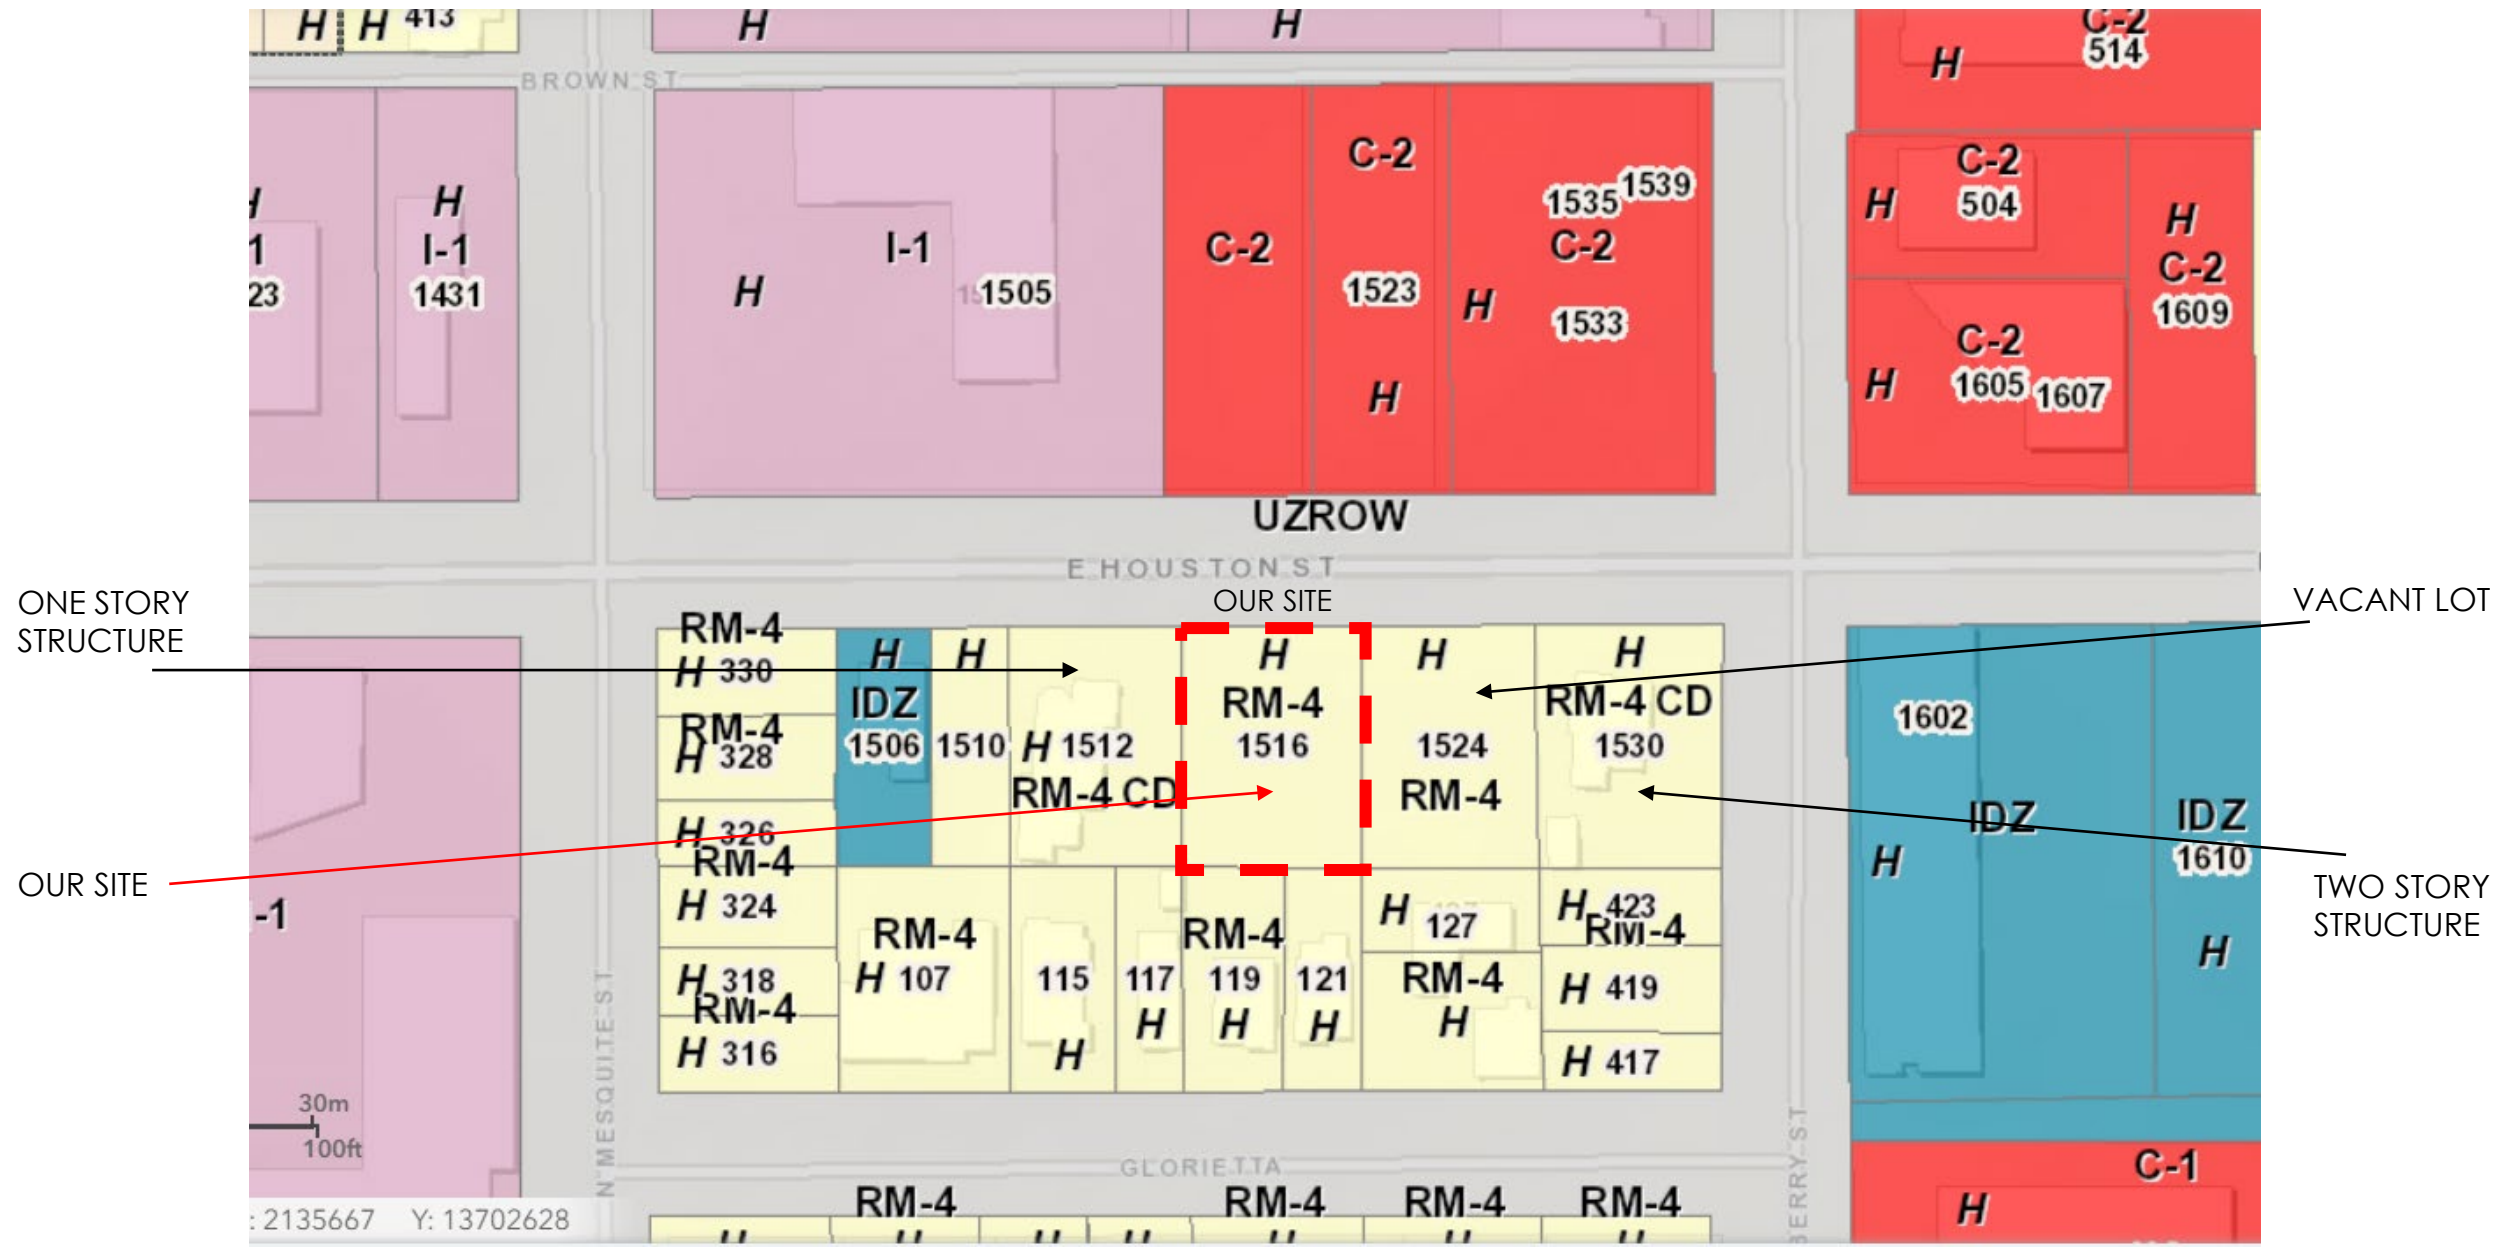 H
H 413
H
H
C-2
514
H
BROWN ST
H
I-1
1431
H
1
23
I-1
H
1505
C-2
C-2
1523
H
1539
1535
C-2
H
1533
C-2
H 504
H
C-2
1609
C-2
H 1605 1607
UZROW
E HOUSTON ST
OUR SITE
ONE STORY
STRUCTURE
VACANT LOT
RM-4
H 330
RM-4
H 328
H 326
RM-4
H 324
H 318
RM-4
H 316
H
IDZ
1506
H
1510
H 1512
RM-4 CD
H
RM-4
1516
H
1524
RM-4
H
RM-4 CD
1530
1602
IDZ
H
IDZ
1610
H
OUR SITE
TWO STORY
STRUCTURE
-1
RM-4
H 107
115
H
117
H
RM-4
119
H
121
H
H 127
RM-4
H
H 423
RM-4
H 419
H 417
N MESQUITE ST
BERRY ST
30m
100ft
GLORIETTA
C-1
H
: 2135667 Y: 13702628
RM-4
RM-4
RM-4
RM-4
H
H
H
H
H
H
H